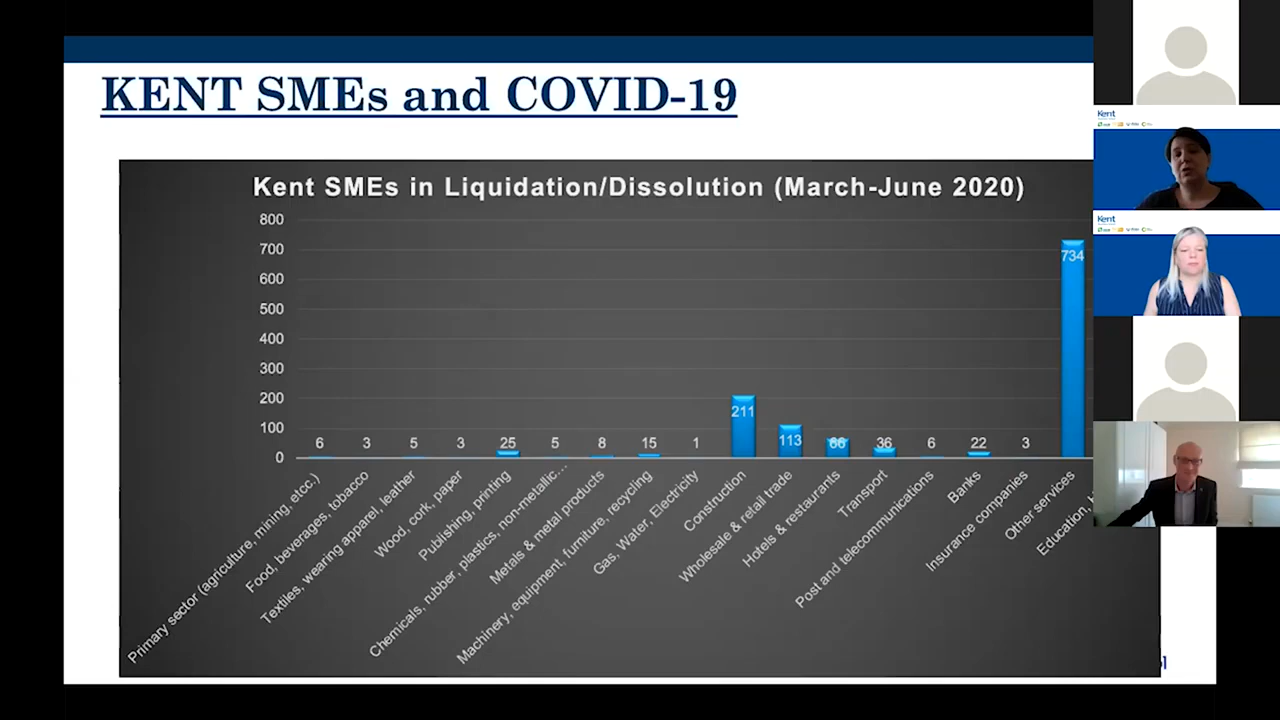 KENT SMEs and COVID-19
Kent SMEs in Liquidation/Dissolution (March-June 2020)
800
700
600
500
400
300
200
100
0
6
3
5
3
25
5
8
15
1
211
113
66
36
6
22
3
734
Primary sector (agriculture, mining, etcc.)
Food, beverages, tobacco
Textiles, wearing apparel, leather
Wood, cork, paper
Publishing, printing
Chemicals, rubber, plastics, non-metallic...
Metals & metal products
Machinery, equipment, furniture, recycling
Gas, Water, Electricity
Construction
Wholesale & retail trade
Hotels & restaurants
Transport
Post and telecommunications
Banks
Insurance companies
Other services
Education,
Kent
Kent